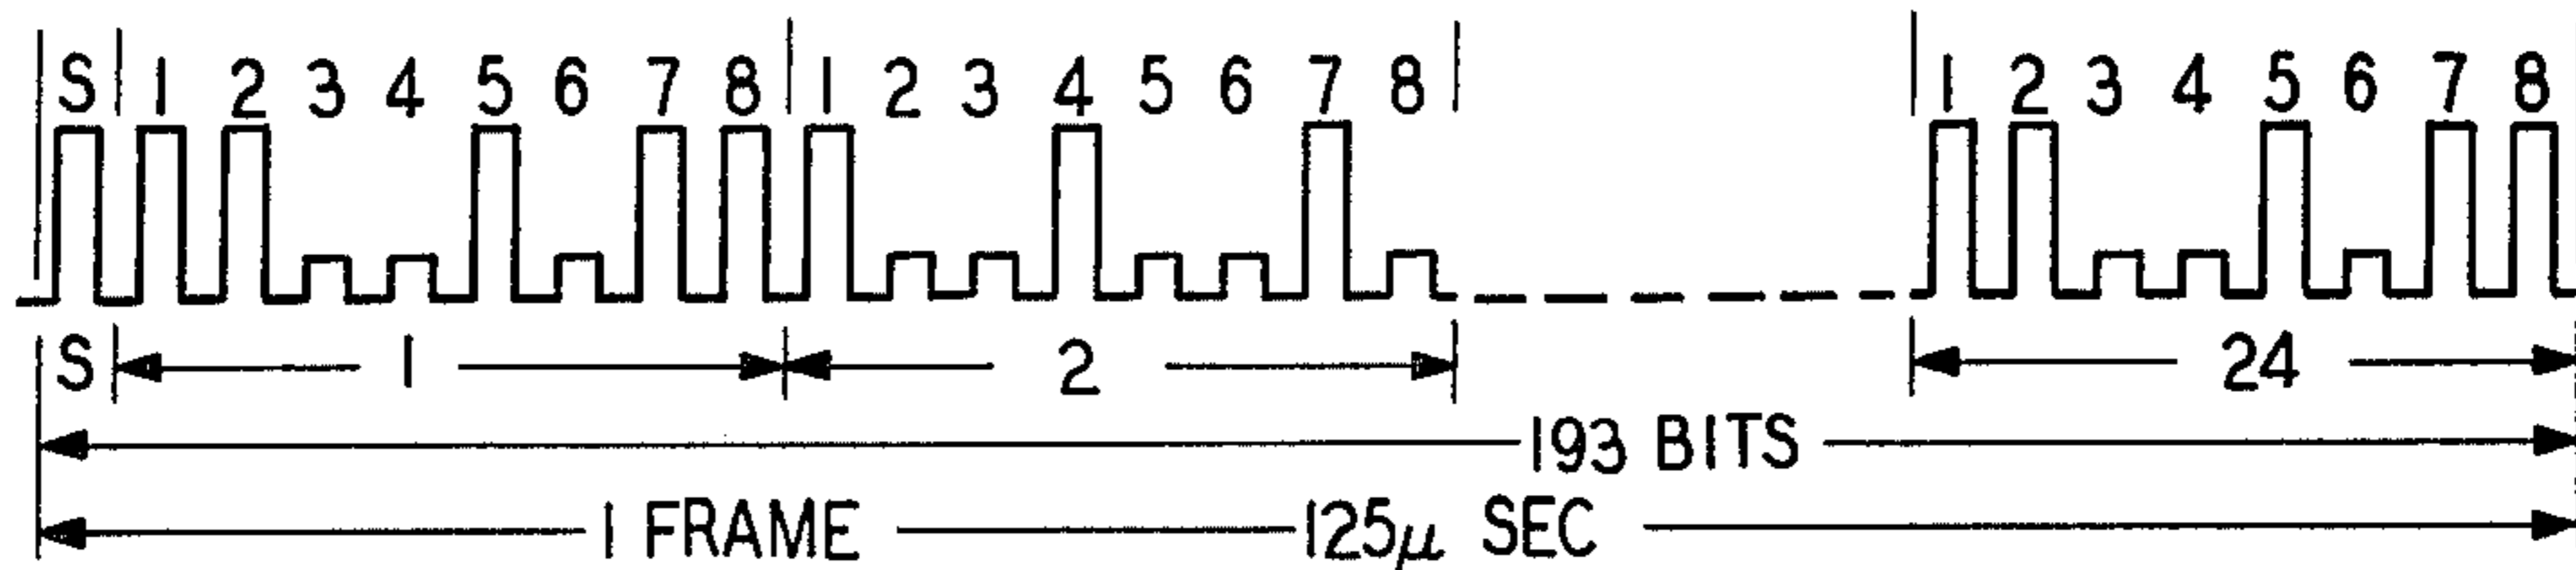 S 1 2 3 4 5 6 7 8 1 2 3 4 5 6 7 8 1 2 3 4 5 6 7 8
S 1 2 24
193 BITS
1 FRAME 125μ SEC